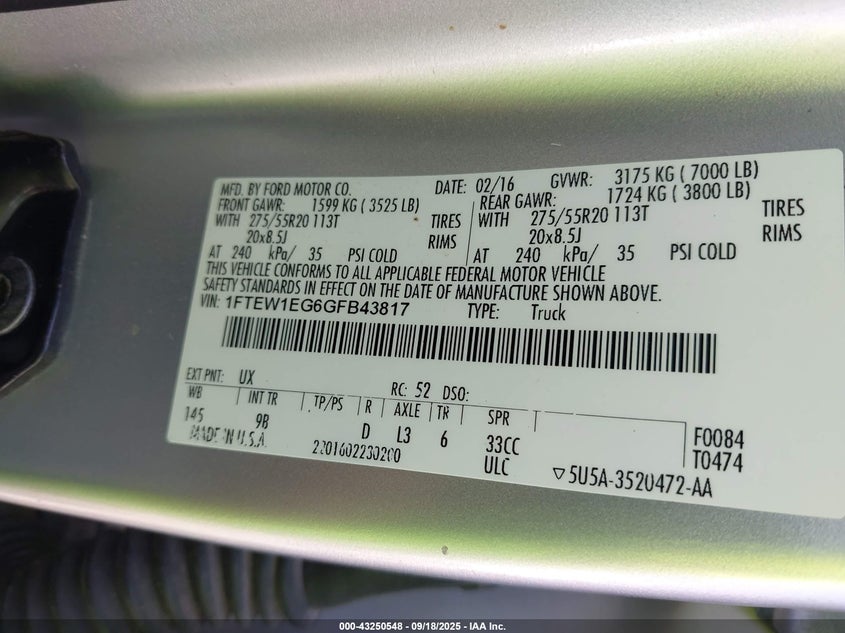 MFD. BY FORD MOTOR CO. DATE: 02/16 GVWR: 3175 KG ( 7000 LB)
FRONT GAWR: 1599 KG ( 3525 LB) REAR GAWR: 1724 KG ( 3800 LB)
WITH 275/55R20 113T TIRES WITH 275/55R20 113T TIRES
20x8.5J RIMS 20x8.5J RIMS
AT 240 kPa/ 35 PSI COLD AT 240 kPa/ 35 PSI COLD
THIS VEHICLE CONFORMS TO ALL APPLICABLE FEDERAL MOTOR VEHICLE
SAFETY STANDARDS IN EFFECT ON THE DATE OF MANUFACTURE SHOWN ABOVE.
VIN: 1FTEW1EG6GFB43817 TYPE: Truck
EXT PNT: UX RC: 52 DSO:
WB INT TR TP/PS R AXLE TR SPR
145 9B D L3 6 33CC F0084
MADE IN U.S.A. 2201602230200 ULC T0474
▽5U5A-3520472-AA
000-43250548 - 09/18/2025 - IAA Inc.